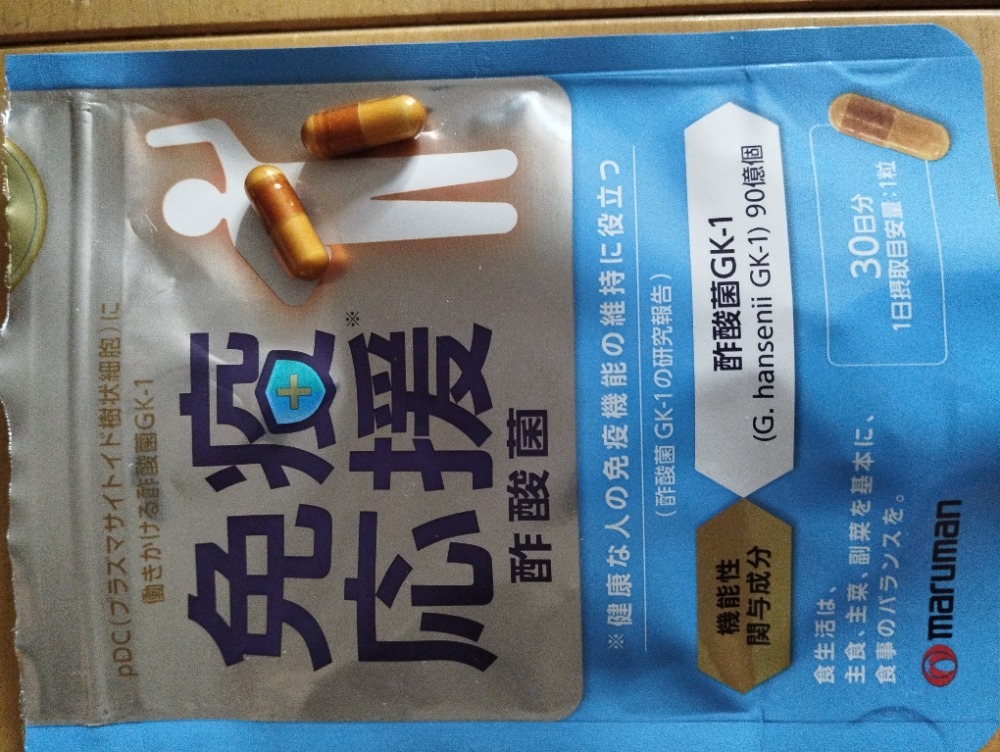 pDC(プラスマサイトイド樹状細胞)に
働きかける酢酸菌GK-1
免疫
応援※
酢酸菌
※健康な人の免疫機能の維持に役立つ
(酢酸菌 GK-1の研究報告)
機能性
関与成分
酢酸菌GK-1
(G. hansenii GK-1) 90億個
食生活は、
主食、主菜、副菜を基本に、
食事のバランスを。
30日分
1日摂取目安量:1粒
maruman